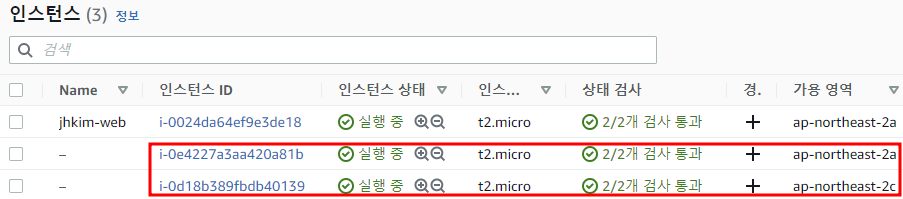 인스턴스 (3) 정보
검색
Name 인스턴스 ID 인스턴스 상태 인스... 상태 검사 경. 가용 영역
jhkim-web i-0024da64ef9e3de18 실행 중 t2.micro 2/2개 검사 통과 + ap-northeast-2a
– i-0e4227a3aa420a81b 실행 중 t2.micro 2/2개 검사 통과 + ap-northeast-2a
– i-0d18b389fbdb40139 실행 중 t2.micro 2/2개 검사 통과 + ap-northeast-2c